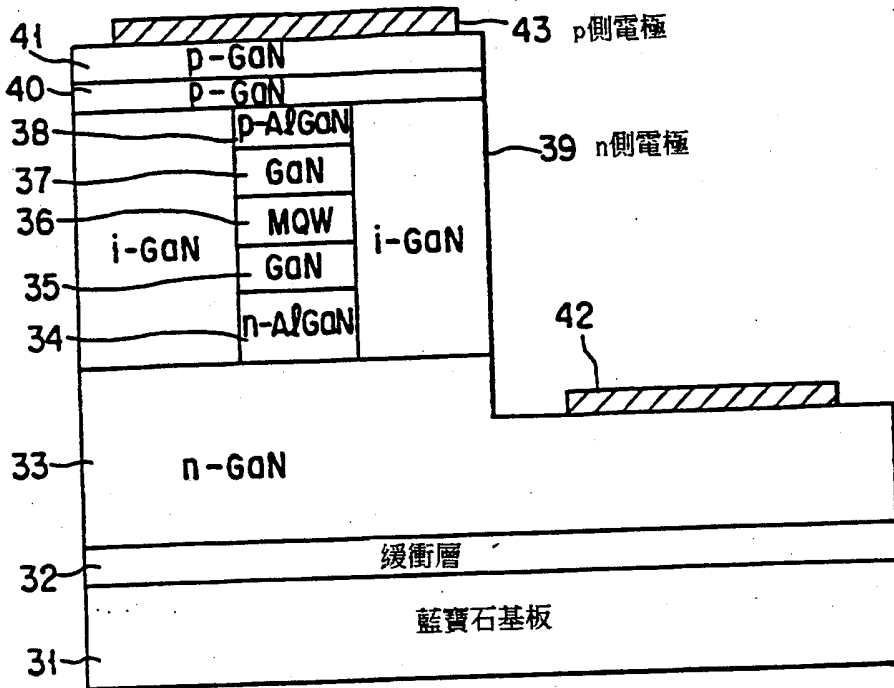 43 p側電極
41
p-GaN
40
p-GaN
38
p-AlGaN
39 n側電極
37
GaN
36
MQW
i-GaN
i-GaN
35
GaN
34
n-AlGaN
42
33
n-GaN
32
緩衝層
藍寶石基板
31